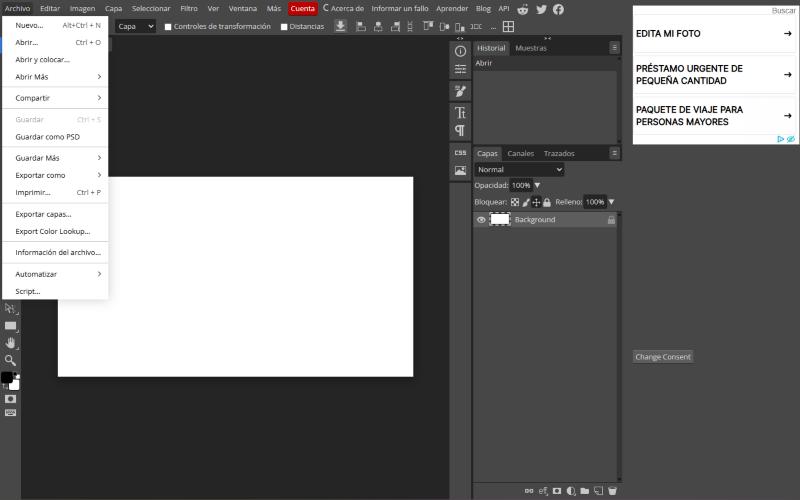 Archivo Editar Imagen Capa Seleccionar Filtro Ver Ventana Más Cuenta Acerca de Informar un fallo Aprender Blog API
Buscar
Capa Controles de transformación Distancias ...
Nuevo... Alt+Ctrl + N
Abrir... Ctrl + O
Abrir y colocar...
Abrir Más >
Compartir >
Guardar Ctrl + S
Guardar como PSD
Guardar Más >
Exportar como >
Imprimir... Ctrl + P
Exportar capas...
Export Color Lookup...
Información del archivo...
Automatizar >
Script...
CSS
Historial Muestras
Abrir
Capas Canales Trazados
Normal
Opacidad: 100%
Bloquear: Relleno: 100%
Background
eff
EDITA MI FOTO
PRÉSTAMO URGENTE DE
PEQUEÑA CANTIDAD
PAQUETE DE VIAJE PARA
PERSONAS MAYORES
Change Consent